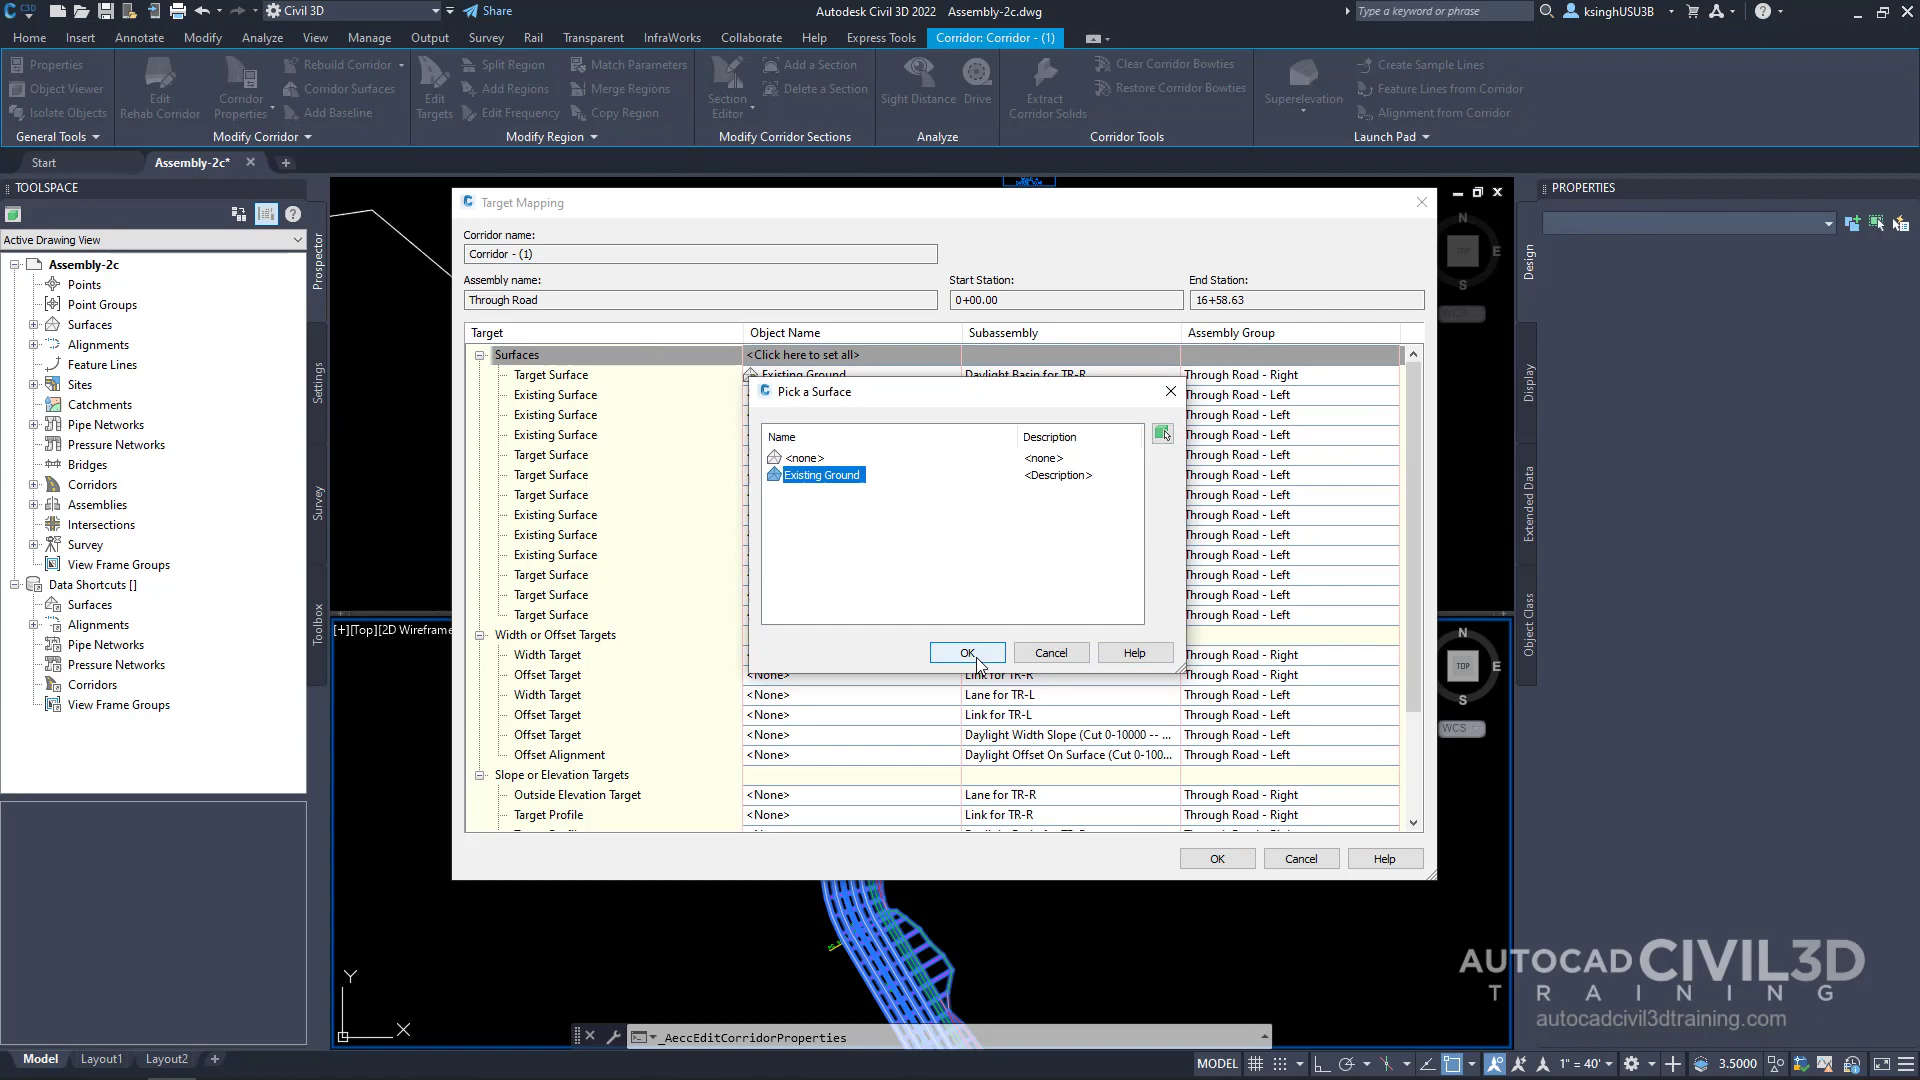 C3D Civil 3D Share Autodesk Civil 3D 2022 Assembly-2c.dwg Type a keyword or phrase ksinghUSU3B
Home Insert Annotate Modify Analyze View Manage Output Survey Rail Transparent InfraWorks Collaborate Help Express Tools Corridor: Corridor - (1)
Properties Rebuild Corridor Split Region Match Parameters Add a Section Clear Corridor Bowties Create Sample Lines
Object Viewer Edit Rehab Corridor Corridor Properties Corridor Surfaces Edit Targets Add Regions Merge Regions Section Editor Delete a Section Sight Distance Drive Extract Corridor Solids Restore Corridor Bowties Superelevation Feature Lines from Corridor
Isolate Objects Add Baseline Edit Frequency Copy Region Alignment from Corridor
General Tools Modify Corridor Modify Region Modify Corridor Sections Analyze Corridor Tools Launch Pad
Start Assembly-2c*
TOOLSPACE
Active Drawing View
Assembly-2c
Points
Point Groups
Surfaces
Alignments
Feature Lines
Sites
Catchments
Pipe Networks
Pressure Networks
Bridges
Corridors
Assemblies
Intersections
Survey
View Frame Groups
Data Shortcuts []
Surfaces
Alignments
Pipe Networks
Pressure Networks
Corridors
View Frame Groups
Prospector
Settings
Survey
Toolbox
[+][Top][2D Wirefram
Target Mapping
Corridor name:
Corridor - (1)
Assembly name: Start Station: End Station:
Through Road 0+00.00 16+58.63
Target Object Name Subassembly Assembly Group
Surfaces <Click here to set all>
Target Surface Existing Ground Daylight Basin for TR-R Through Road - Right
Existing Surface Through Road - Left
Existing Surface Through Road - Left
Existing Surface Through Road - Left
Target Surface Through Road - Left
Target Surface Through Road - Left
Target Surface Through Road - Left
Existing Surface Through Road - Left
Existing Surface Through Road - Left
Existing Surface Through Road - Left
Target Surface Through Road - Left
Target Surface Through Road - Left
Target Surface Through Road - Left
Width or Offset Targets
Width Target Through Road - Right
Offset Target <None> Link for TR-R Through Road - Right
Width Target <None> Lane for TR-L Through Road - Left
Offset Target <None> Link for TR-L Through Road - Left
Offset Target <None> Daylight Width Slope (Cut 0-10000 -- ... Through Road - Left
Offset Alignment <None> Daylight Offset On Surface (Cut 0-100... Through Road - Left
Slope or Elevation Targets
Outside Elevation Target <None> Lane for TR-R Through Road - Right
Target Profile <None> Link for TR-R Through Road - Right
OK Cancel Help
Pick a Surface
Name Description
<none> <none>
Existing Ground <Description>
OK Cancel Help
N
TOP E
S
N
TOP E
S
WCS
PROPERTIES
Design
Display
Extended Data
Object Class
Y
X
_AeccEditCorridorProperties
AUTOCAD CIVIL3D
TRAINING
autocadcivil3dtraining.com
Model Layout1 Layout2 + MODEL 1" = 40' 3.5000